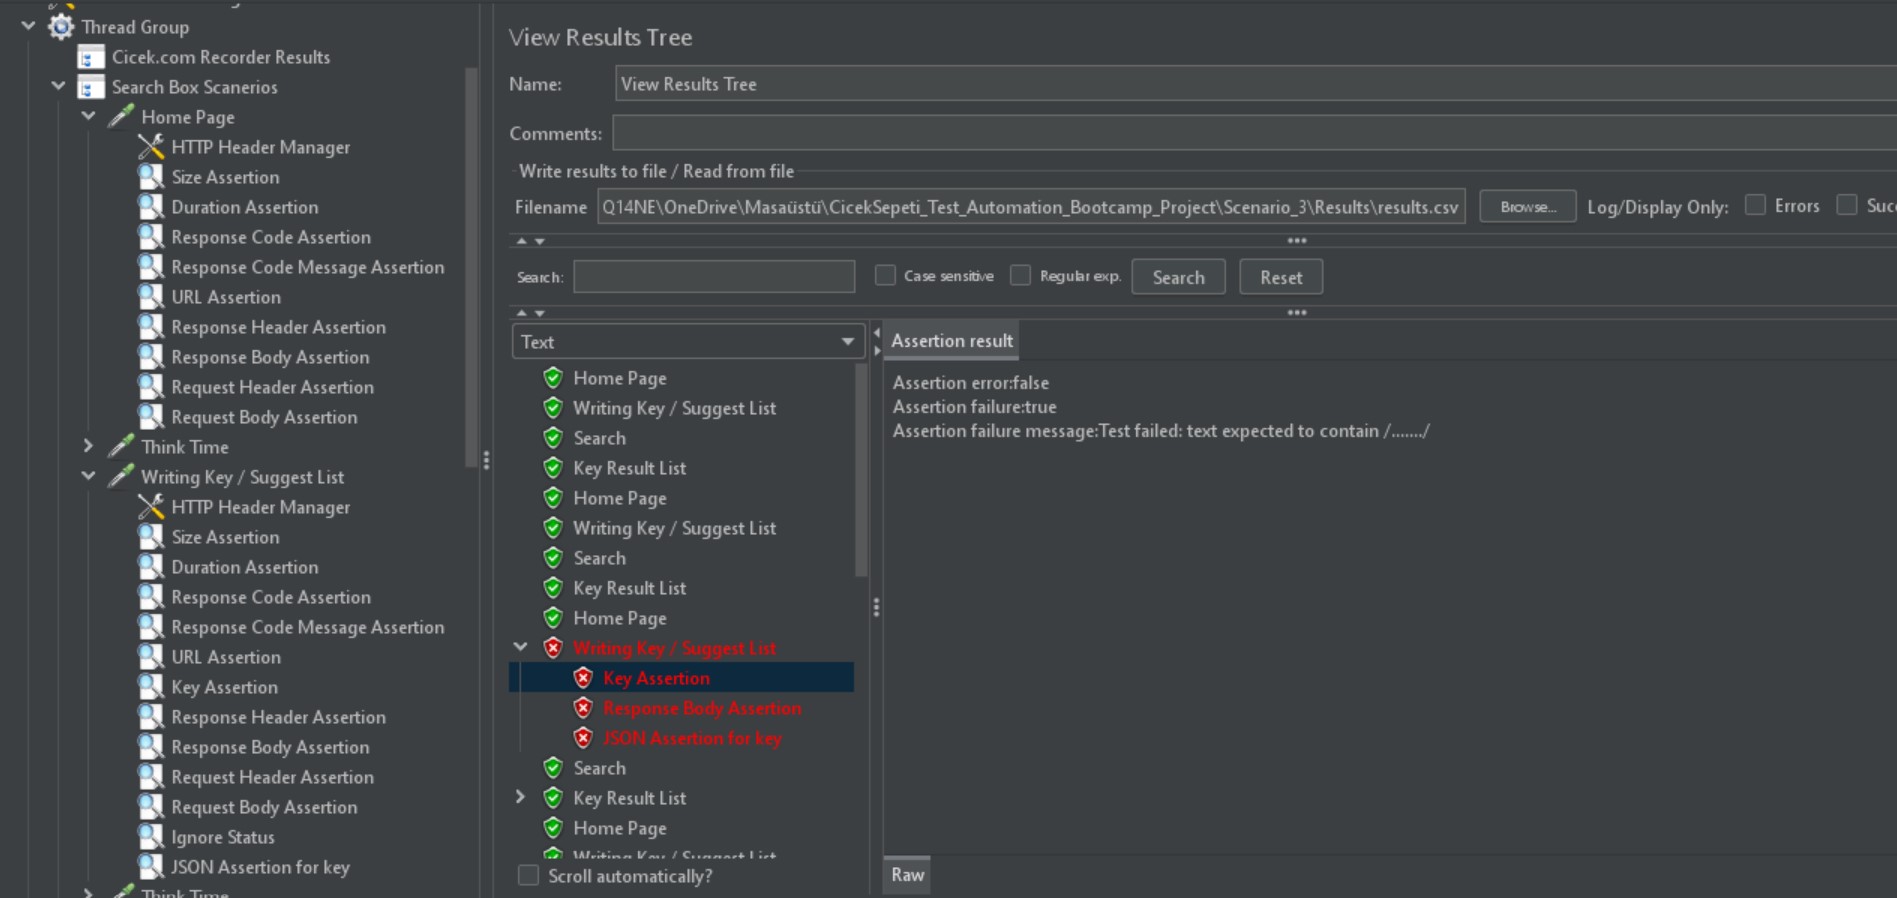 Thread Group
Cicek.com Recorder Results
Search Box Scanerios
Home Page
HTTP Header Manager
Size Assertion
Duration Assertion
Response Code Assertion
Response Code Message Assertion
URL Assertion
Response Header Assertion
Response Body Assertion
Request Header Assertion
Request Body Assertion
Think Time
Writing Key / Suggest List
HTTP Header Manager
Size Assertion
Duration Assertion
Response Code Assertion
Response Code Message Assertion
URL Assertion
Key Assertion
Response Header Assertion
Response Body Assertion
Request Header Assertion
Request Body Assertion
Ignore Status
JSON Assertion for key
Think Time
View Results Tree
Name: View Results Tree
Comments:
Write results to file / Read from file
Filename Q14NE\OneDrive\Masaüstü\CicekSepeti_Test_Automation_Bootcamp_Project\Scenario_3\Results\results.csv Browse... Log/Display Only: Errors Suc
Search: Case sensitive Regular exp. Search Reset
Text
Home Page
Writing Key / Suggest List
Search
Key Result List
Home Page
Writing Key / Suggest List
Search
Key Result List
Home Page
Writing Key / Suggest List
Key Assertion
Response Body Assertion
JSON Assertion for key
Search
Key Result List
Home Page
Writing Key / Suggest List
Scroll automatically?
Assertion result
Assertion error:false
Assertion failure:true
Assertion failure message:Test failed: text expected to contain /......./
Raw